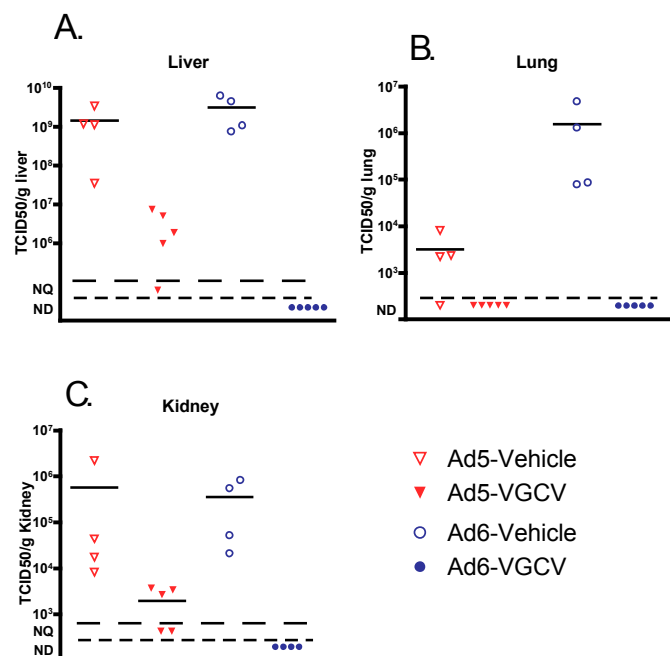 A.
Liver
TCID50/g liver
10^10
10^9
10^8
10^7
10^6
NQ
ND
B.
Lung
TCID50/g lung
10^7
10^6
10^5
10^4
10^3
ND
C.
Kidney
TCID50/g Kidney
10^7
10^6
10^5
10^4
10^3
NQ
ND
Ad5-Vehicle
Ad5-VGCV
Ad6-Vehicle
Ad6-VGCV